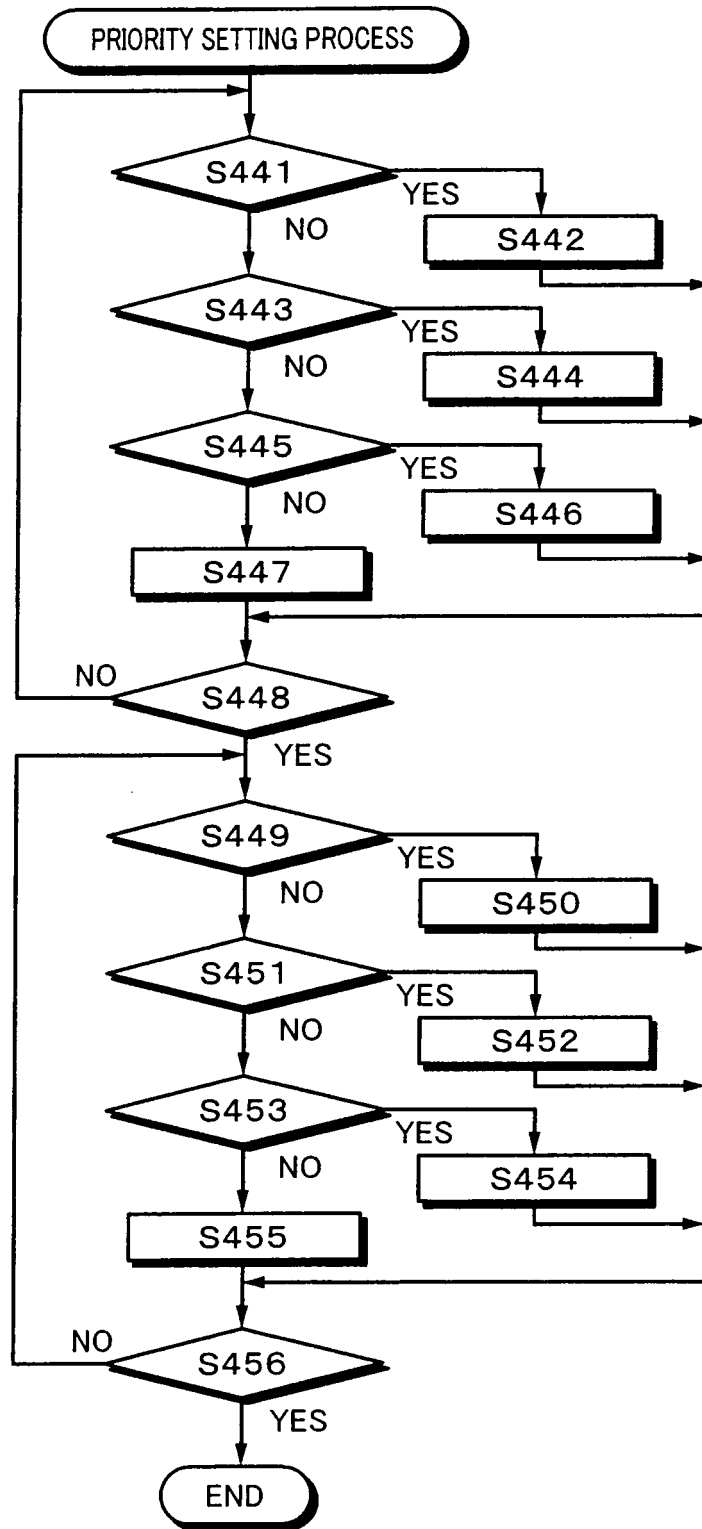 PRIORITY SETTING PROCESS
S441
YES
NO
S442
S443
YES
NO
S444
S445
YES
NO
S446
S447
NO
S448
YES
S449
YES
NO
S450
S451
YES
NO
S452
S453
YES
NO
S454
S455
NO
S456
YES
END